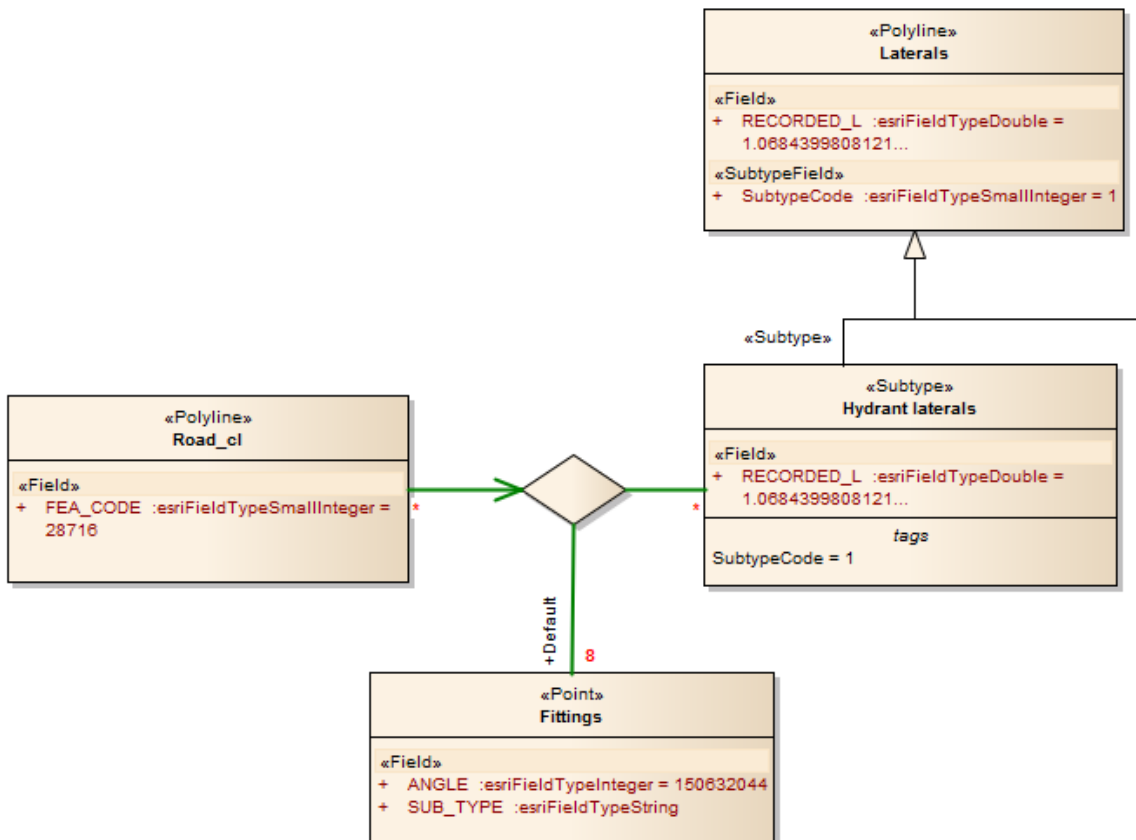 «Polyline»
Laterals
«Field»
+ RECORDED_L :esriFieldTypeDouble =
1.0684399808121...
«SubtypeField»
+ SubtypeCode :esriFieldTypeSmallInteger = 1
«Subtype»
«Subtype»
Hydrant laterals
«Field»
+ RECORDED_L :esriFieldTypeDouble =
1.0684399808121...
tags
SubtypeCode = 1
«Polyline»
Road_cl
«Field»
+ FEA_CODE :esriFieldTypeSmallInteger =
28716
*
*
+Default
8
«Point»
Fittings
«Field»
+ ANGLE :esriFieldTypeInteger = 150632044
+ SUB_TYPE :esriFieldTypeString